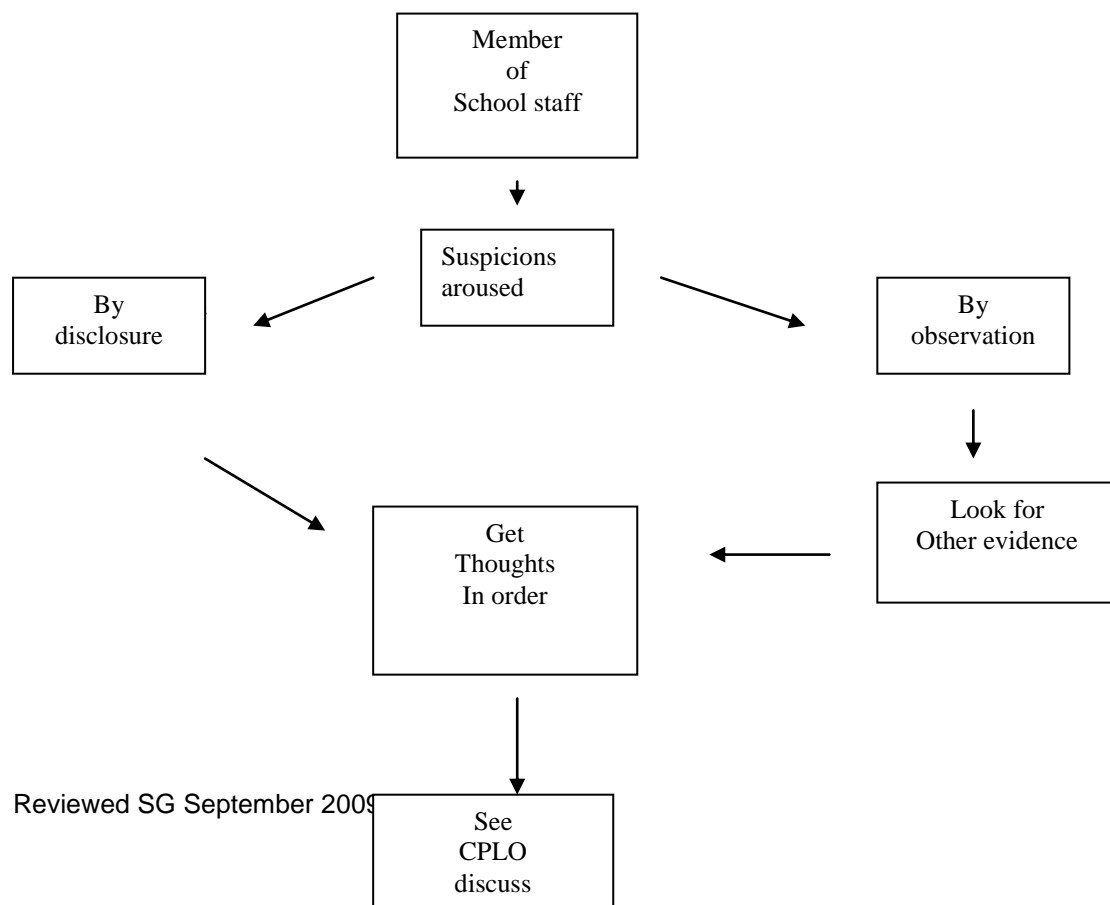 Member
of
School staff
Suspicions
aroused
By
disclosure
By
observation
Look for
Other evidence
Get
Thoughts
In order
Reviewed SG September 2009
See
CPLO
discuss